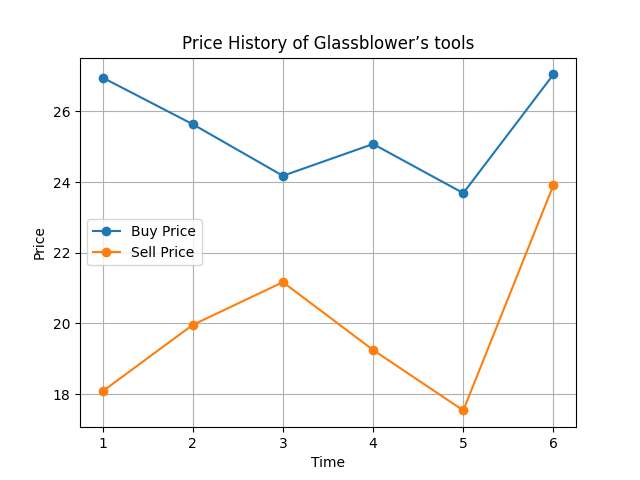 Price History of Glassblower’s tools
Price
26
24
22
20
18
Buy Price
Sell Price
1 2 3 4 5 6
Time